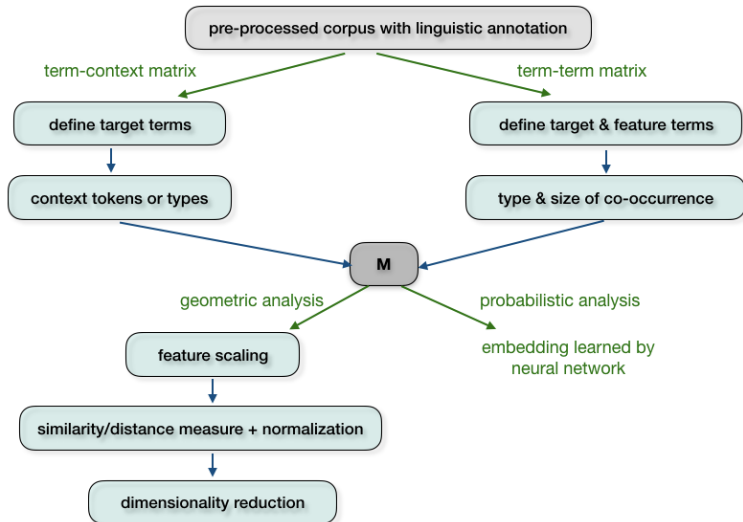 pre-processed corpus with linguistic annotation
term-context matrix
term-term matrix
define target terms
define target & feature terms
context tokens or types
type & size of co-occurrence
M
geometric analysis
probabilistic analysis
feature scaling
embedding learned by
neural network
similarity/distance measure + normalization
dimensionality reduction